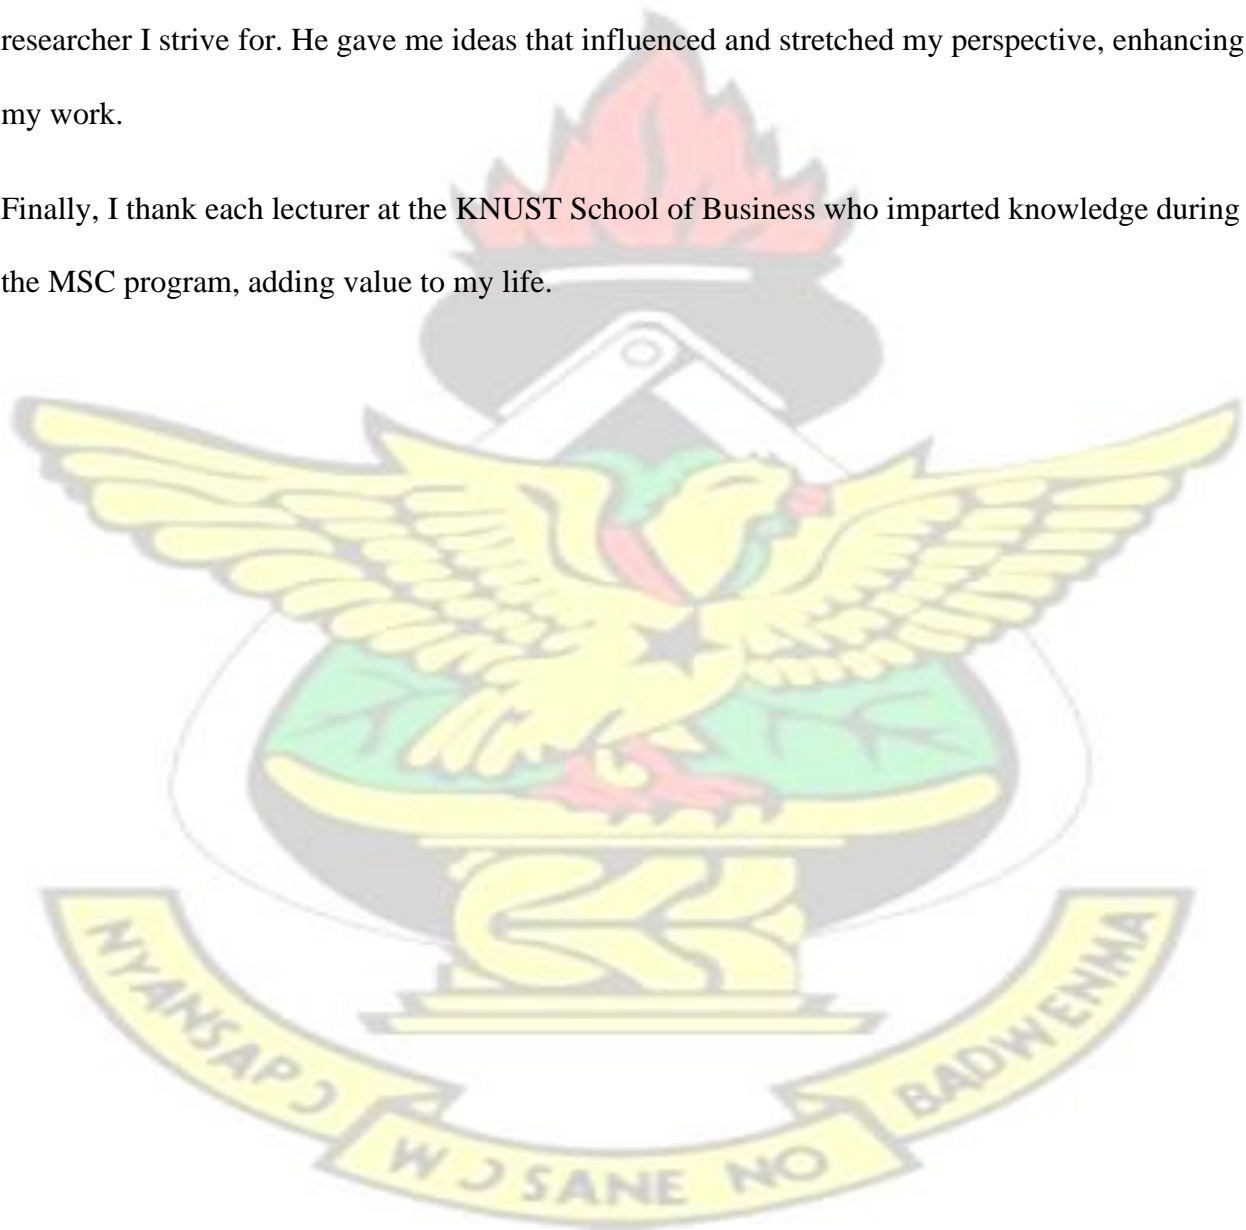 researcher I strive for. He gave me ideas that influenced and stretched my perspective, enhancing
my work.
Finally, I thank each lecturer at the KNUST School of Business who imparted knowledge during
the MSC program, adding value to my life.
NYANSAPƆ WƆSANE NO BADWENMA